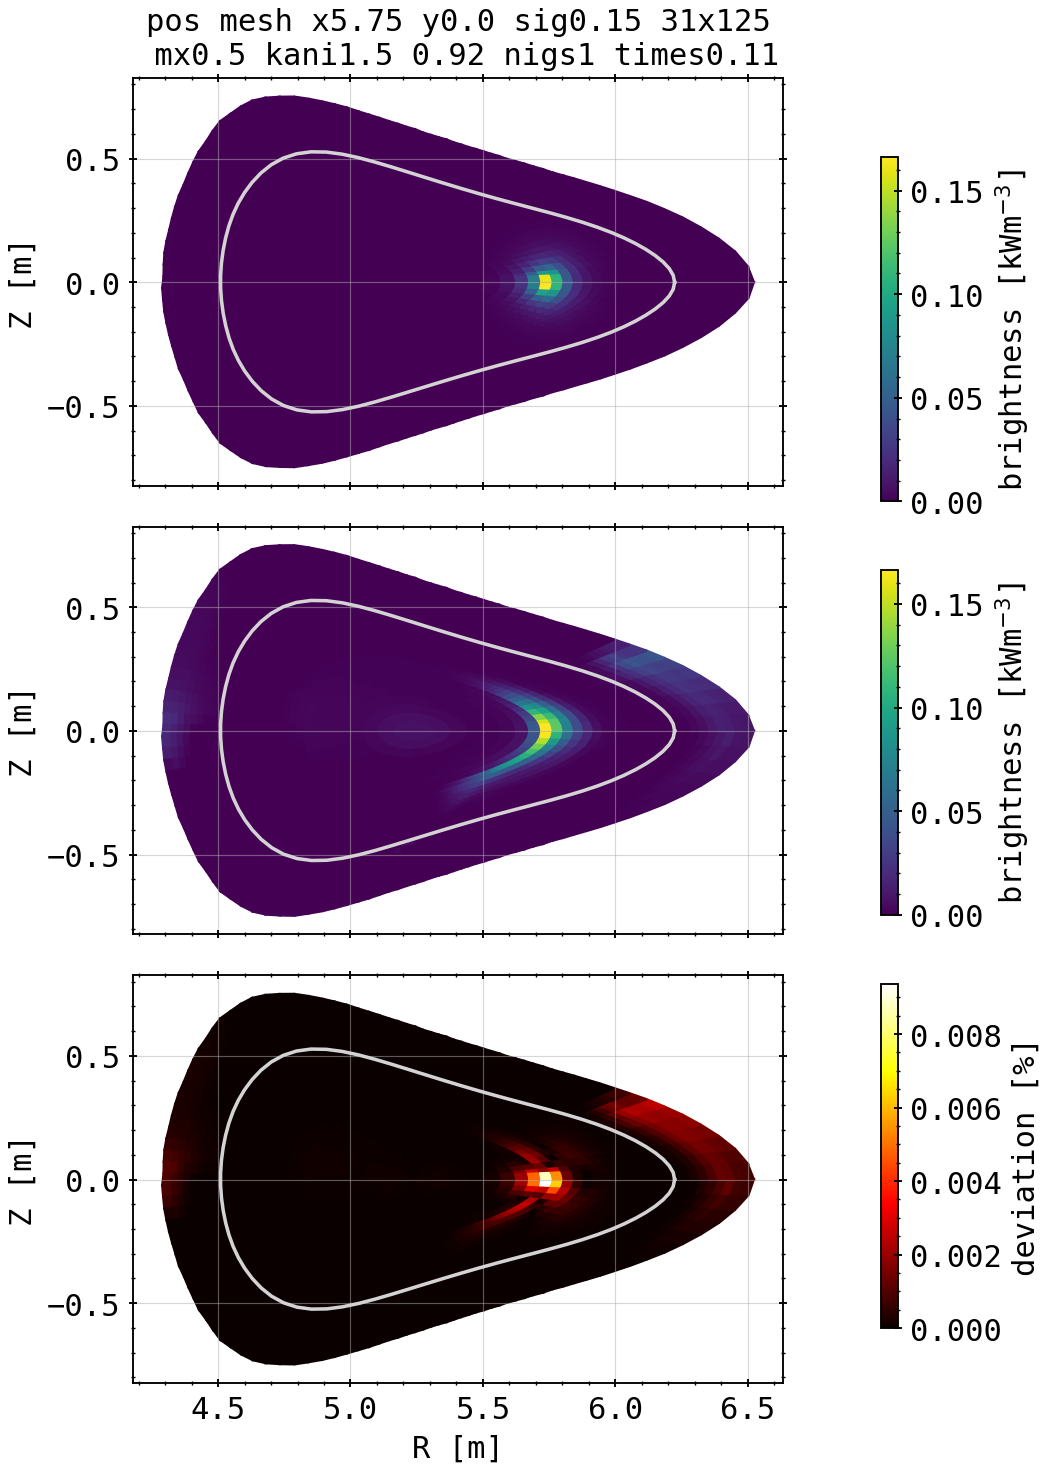 pos mesh x5.75 y0.0 sig0.15 31x125
mx0.5 kani1.5 0.92 nigs1 times0.11
0.5
0.0
−0.5
Z [m]
0.15
0.10
0.05
0.00
brightness [kWm⁻³]
0.5
0.0
−0.5
Z [m]
0.15
0.10
0.05
0.00
brightness [kWm⁻³]
0.5
0.0
−0.5
Z [m]
0.008
0.006
0.004
0.002
0.000
deviation [%]
4.5 5.0 5.5 6.0 6.5
R [m]